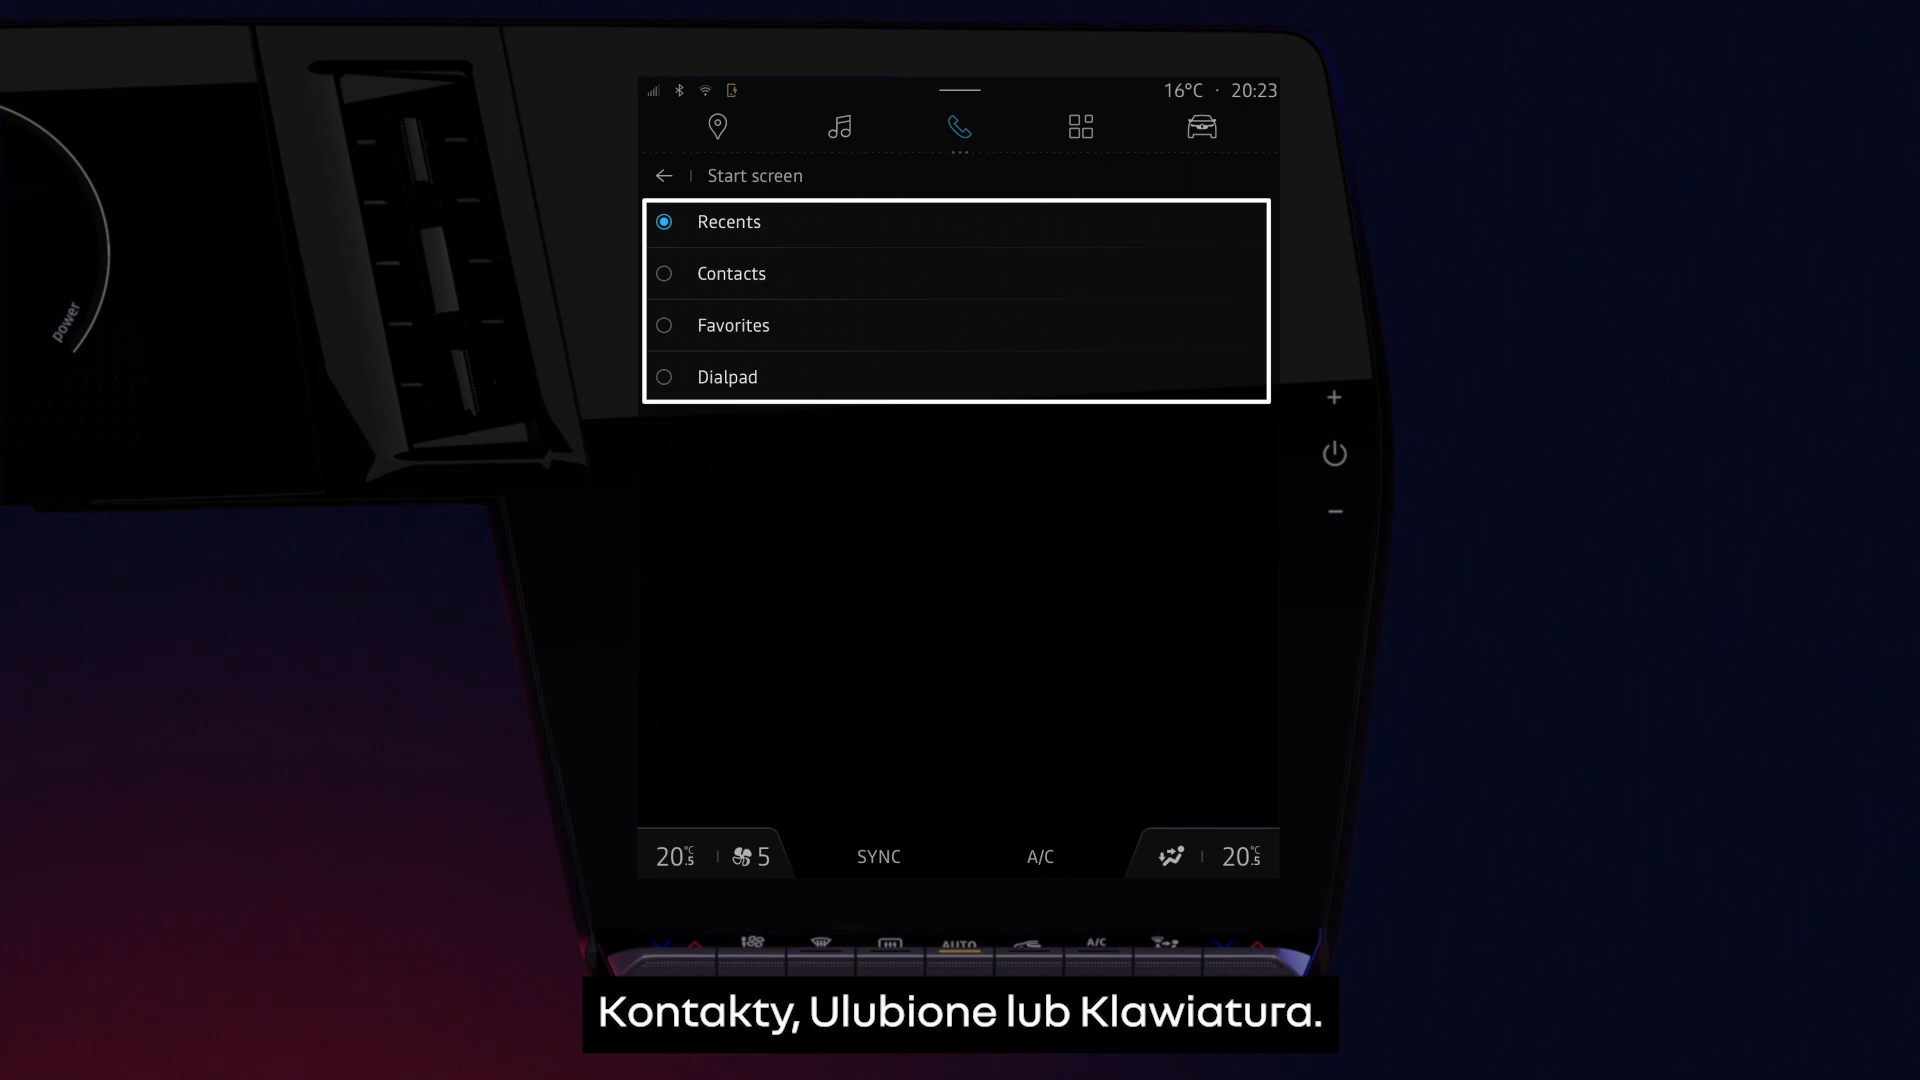 16°C · 20:23
Start screen
Recents
Contacts
Favorites
Dialpad
power
20.5°C
5
SYNC
A/C
20.5°C
AUTO
A/C
Kontakty, Ulubione lub Klawiatura.